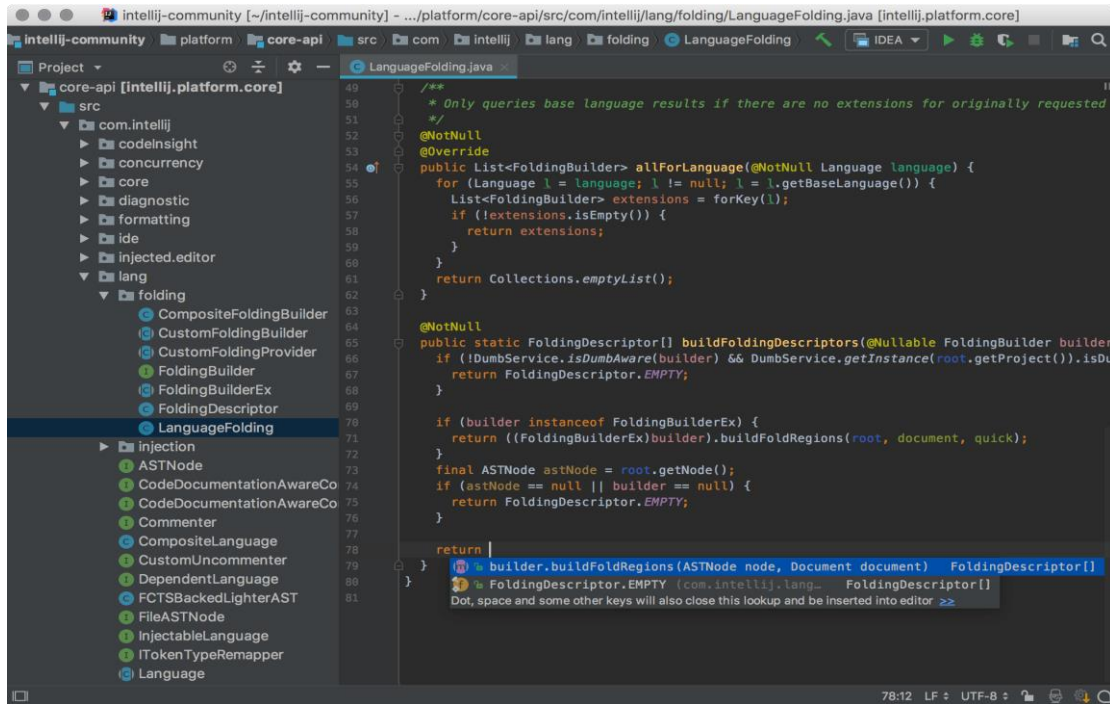 intellij-community [~/intellij-community] - .../platform/core-api/src/com/intellij/lang/folding/LanguageFolding.java [intellij.platform.core]
intellij-community platform core-api src com intellij lang folding LanguageFolding IDEA
Project
LanguageFolding.java
core-api [intellij.platform.core]
src
com.intellij
codeInsight
concurrency
core
diagnostic
formatting
ide
injected.editor
lang
folding
CompositeFoldingBuilder
CustomFoldingBuilder
CustomFoldingProvider
FoldingBuilder
FoldingBuilderEx
FoldingDescriptor
LanguageFolding
injection
ASTNode
CodeDocumentationAwareCo
CodeDocumentationAwareCo
Commenter
CompositeLanguage
CustomUncommenter
DependentLanguage
FCTSBackedLighterAST
FileASTNode
InjectableLanguage
ITokenTypeRemapper
Language
49 /**
50 * Only queries base language results if there are no extensions for originally requested
51 */
52 @NotNull
53 @Override
54 public List<FoldingBuilder> allForLanguage(@NotNull Language language) {
55 for (Language l = language; l != null; l = l.getBaseLanguage()) {
56 List<FoldingBuilder> extensions = forKey(l);
57 if (!extensions.isEmpty()) {
58 return extensions;
59 }
60 }
61 return Collections.emptyList();
62 }
63
64 @NotNull
65 public static FoldingDescriptor[] buildFoldingDescriptors(@Nullable FoldingBuilder builder
66 if (!DumbService.isDumbAware(builder) && DumbService.getInstance(root.getProject()).isDu
67 return FoldingDescriptor.EMPTY;
68 }
69
70 if (builder instanceof FoldingBuilderEx) {
71 return ((FoldingBuilderEx)builder).buildFoldRegions(root, document, quick);
72 }
73 final ASTNode astNode = root.getNode();
74 if (astNode == null || builder == null) {
75 return FoldingDescriptor.EMPTY;
76 }
77
78 return
79 }
80 }
81
builder.buildFoldRegions(ASTNode node, Document document) FoldingDescriptor[]
FoldingDescriptor.EMPTY (com.intellij.lang… FoldingDescriptor[]
Dot, space and some other keys will also close this lookup and be inserted into editor >>
78:12 LF UTF-8